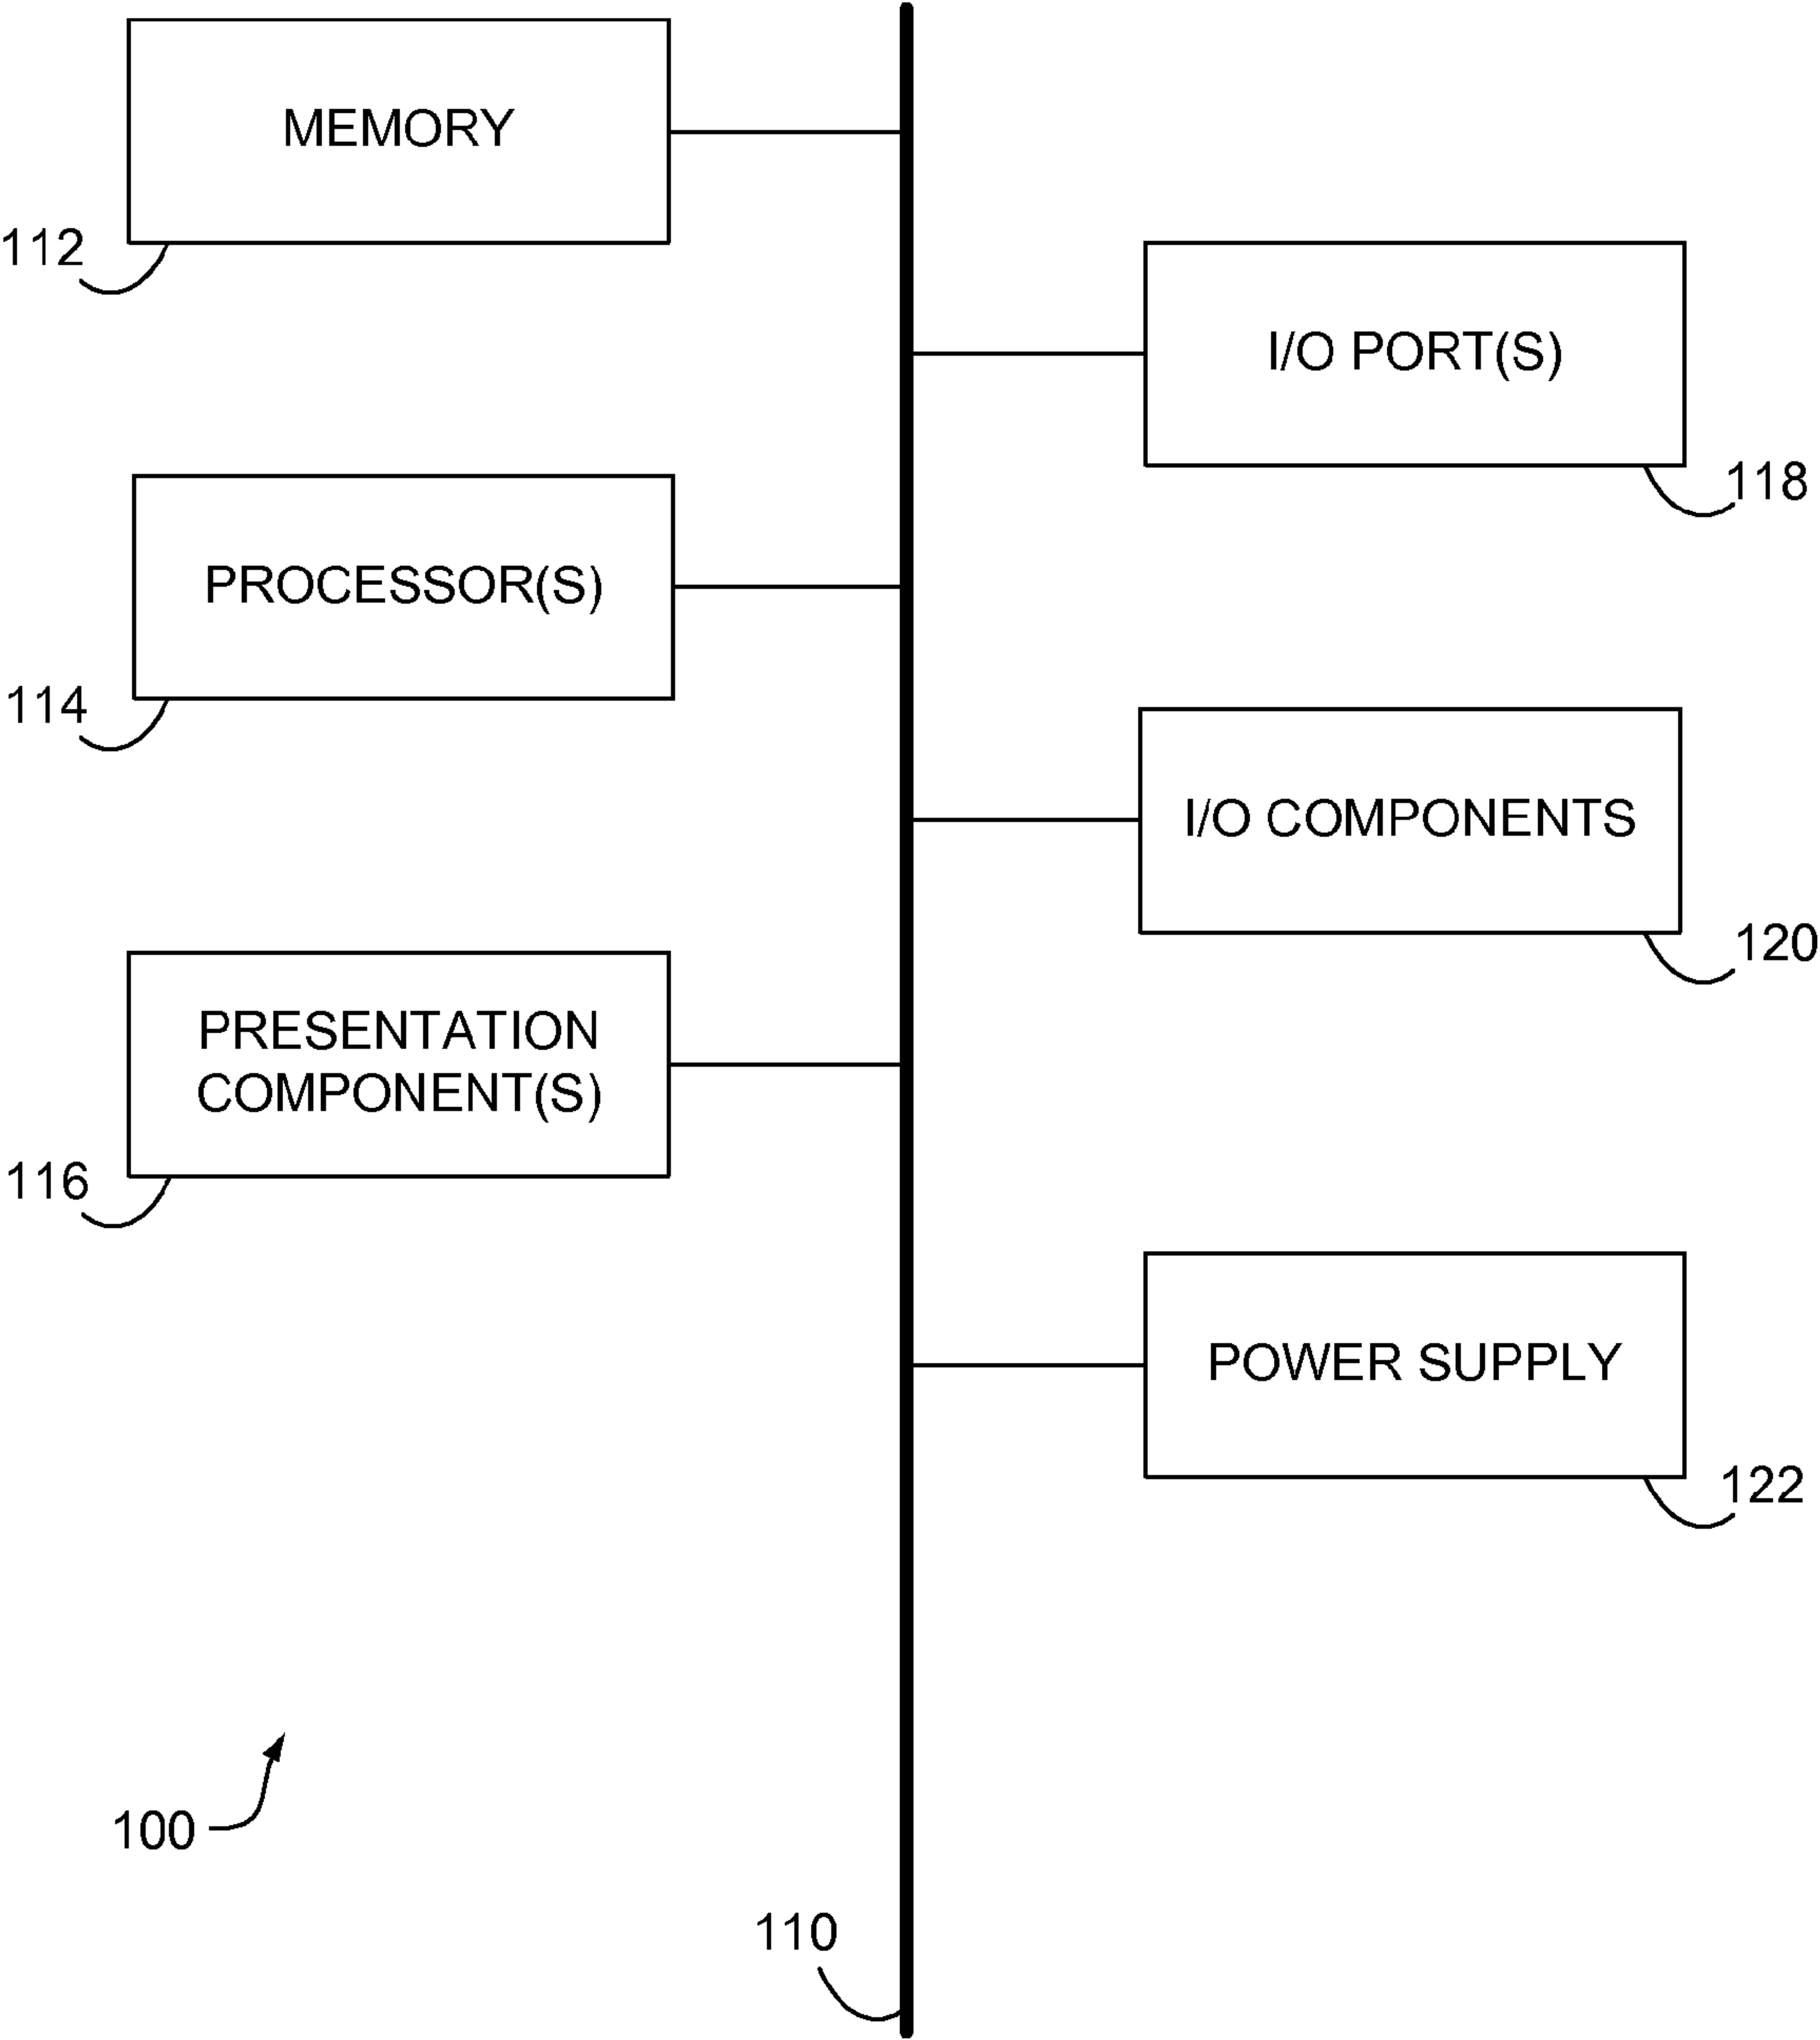 MEMORY
112
I/O PORT(S)
118
PROCESSOR(S)
114
I/O COMPONENTS
120
PRESENTATION
COMPONENT(S)
116
POWER SUPPLY
122
100
110